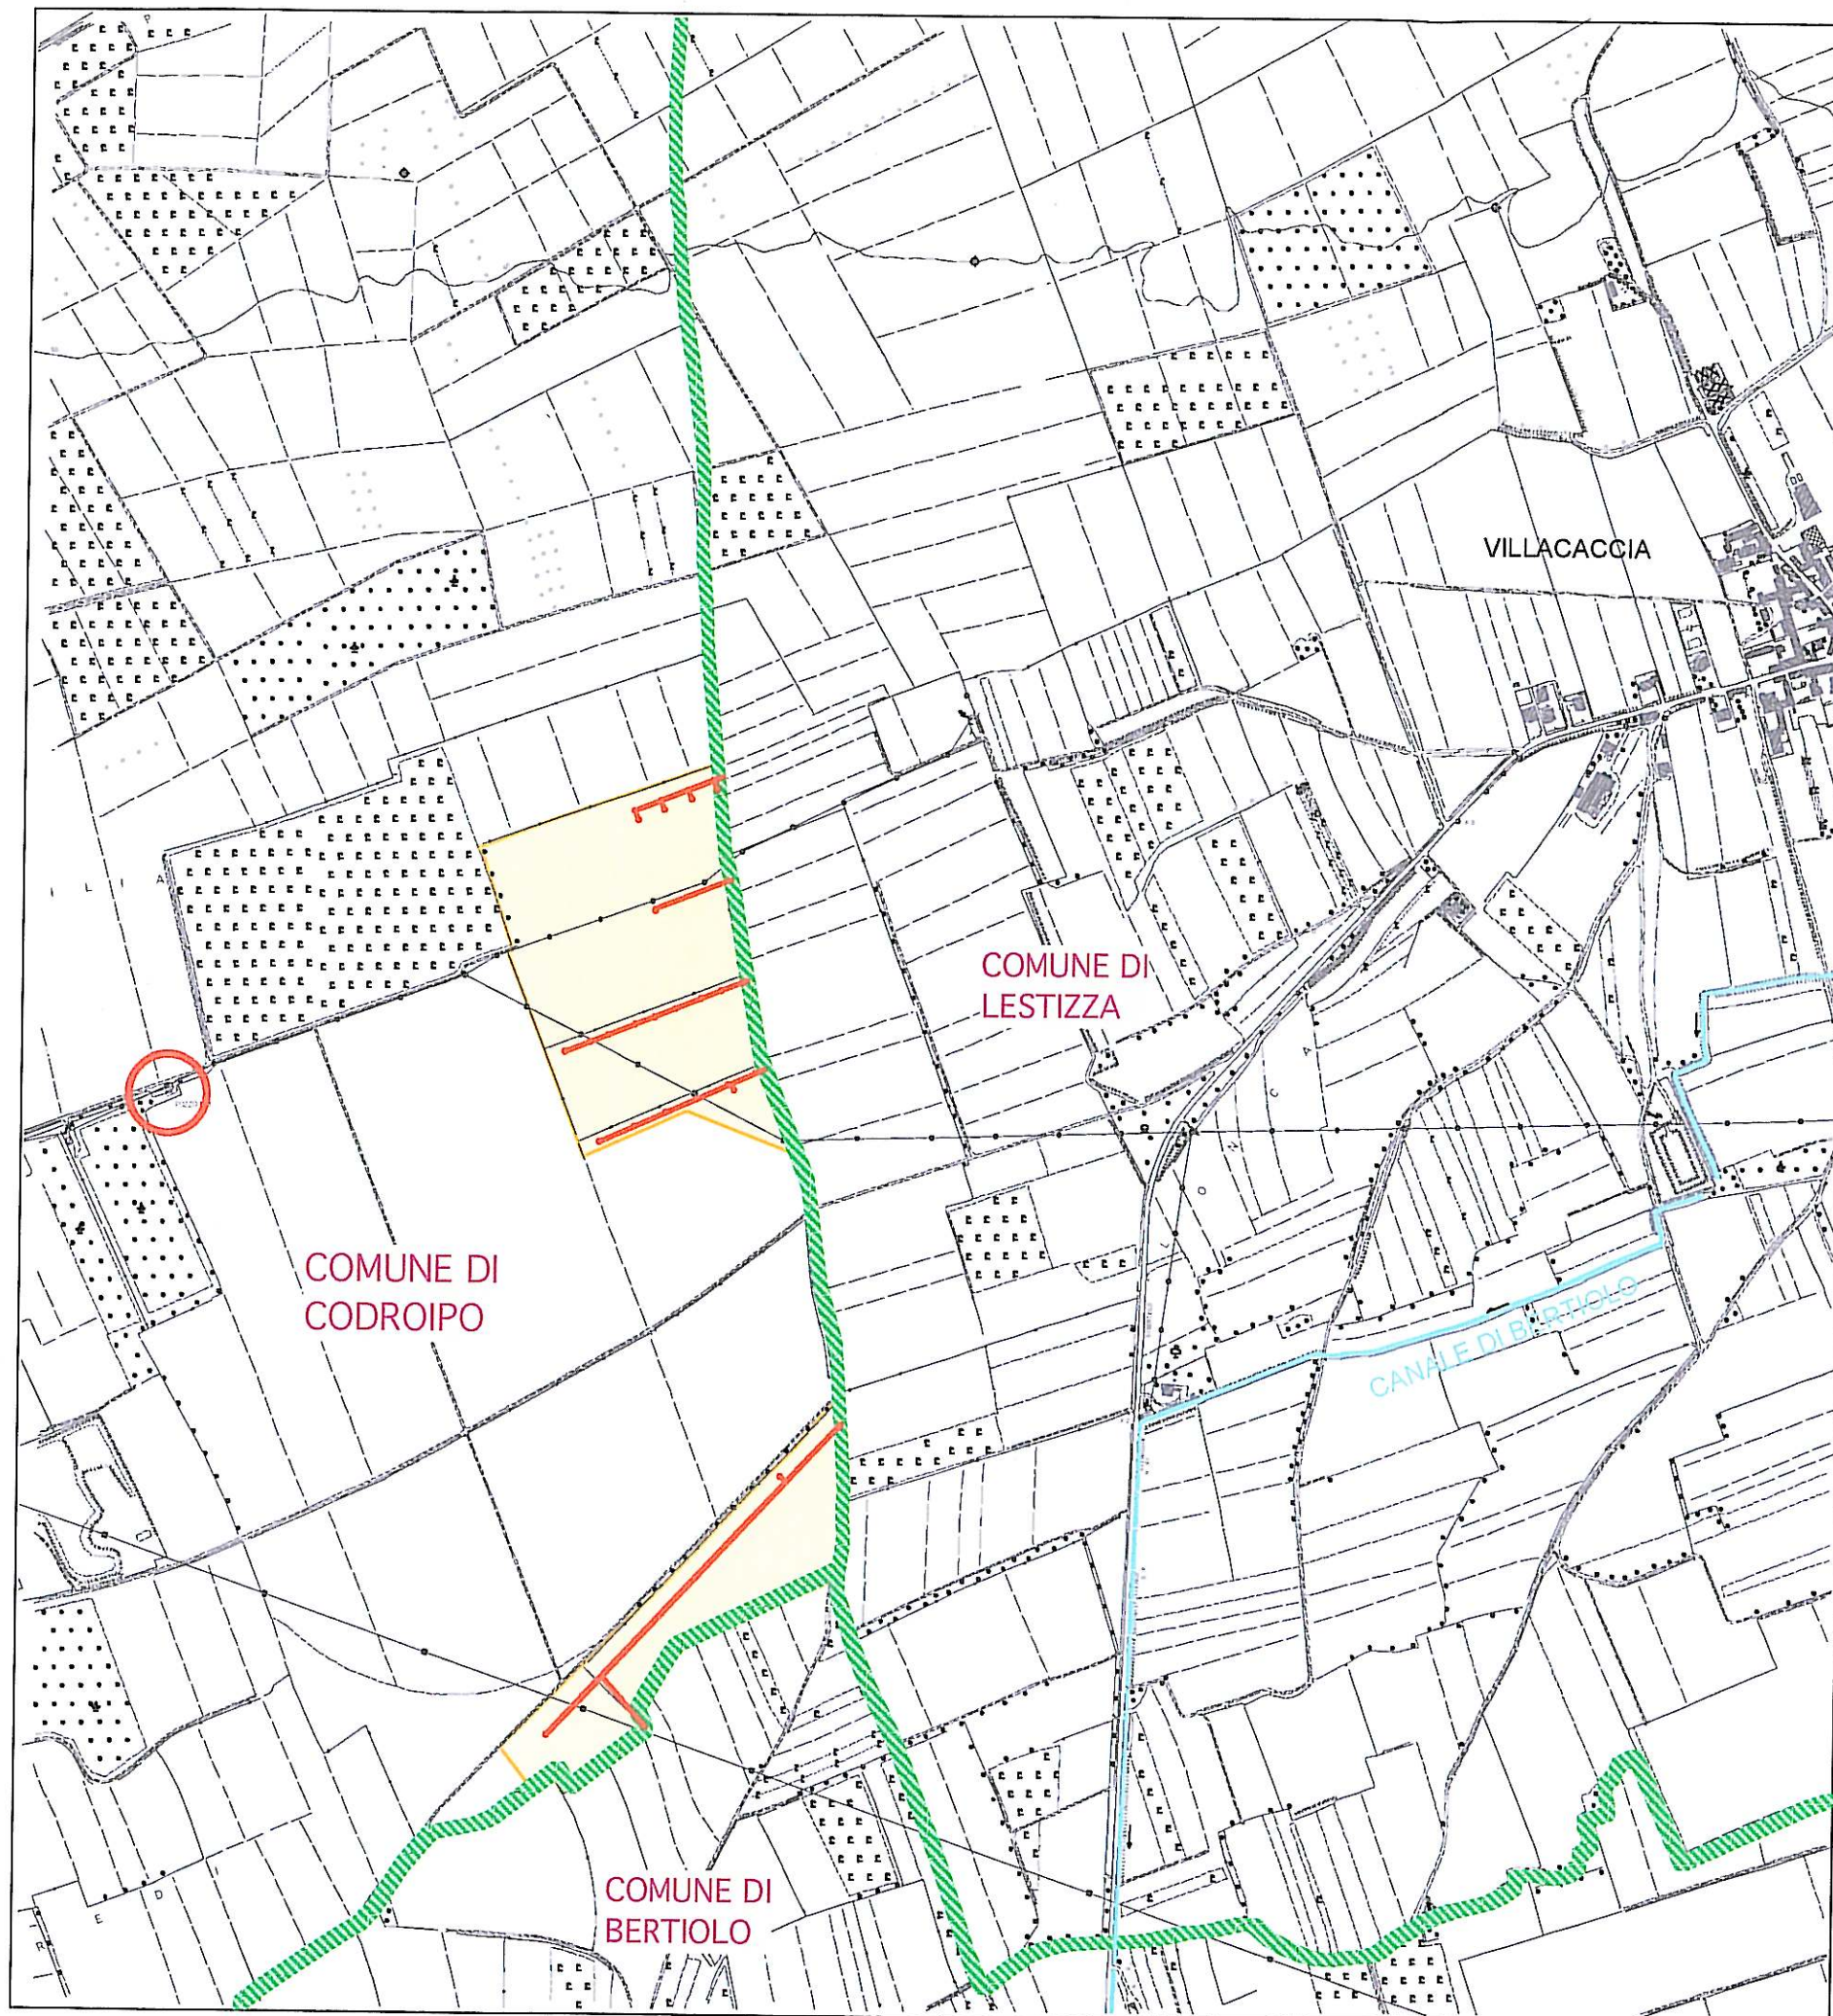 VILLACACCIA
COMUNE DI
LESTIZZA
COMUNE DI
CODROIPO
CANALE DI BERTIOLO
COMUNE DI
BERTIOLO